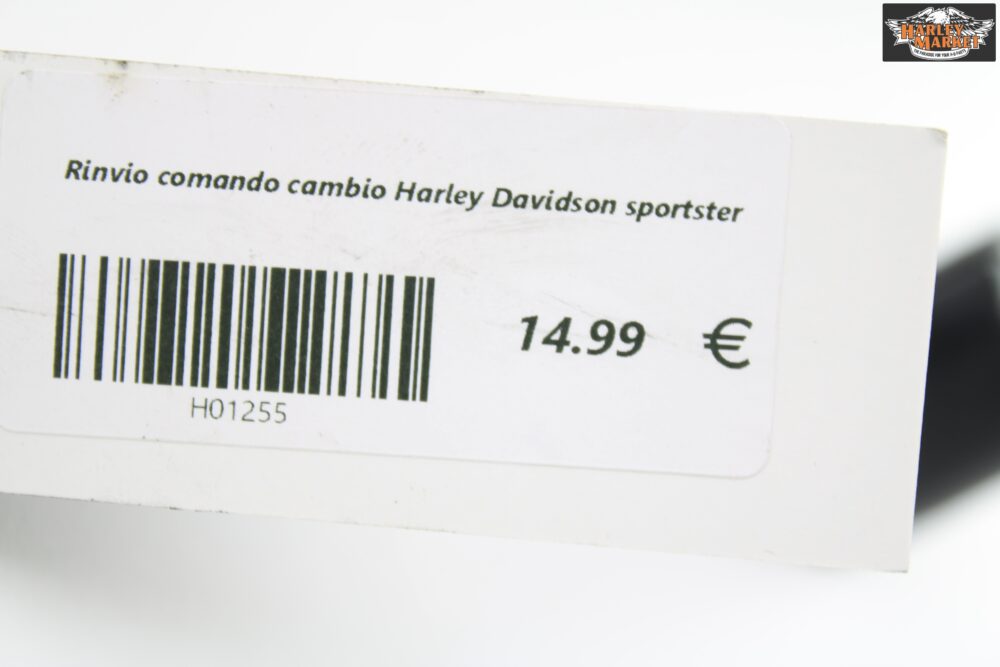 HARLEY
MARKET
Rinvio comando cambio Harley Davidson sportster
14.99 €
H01255